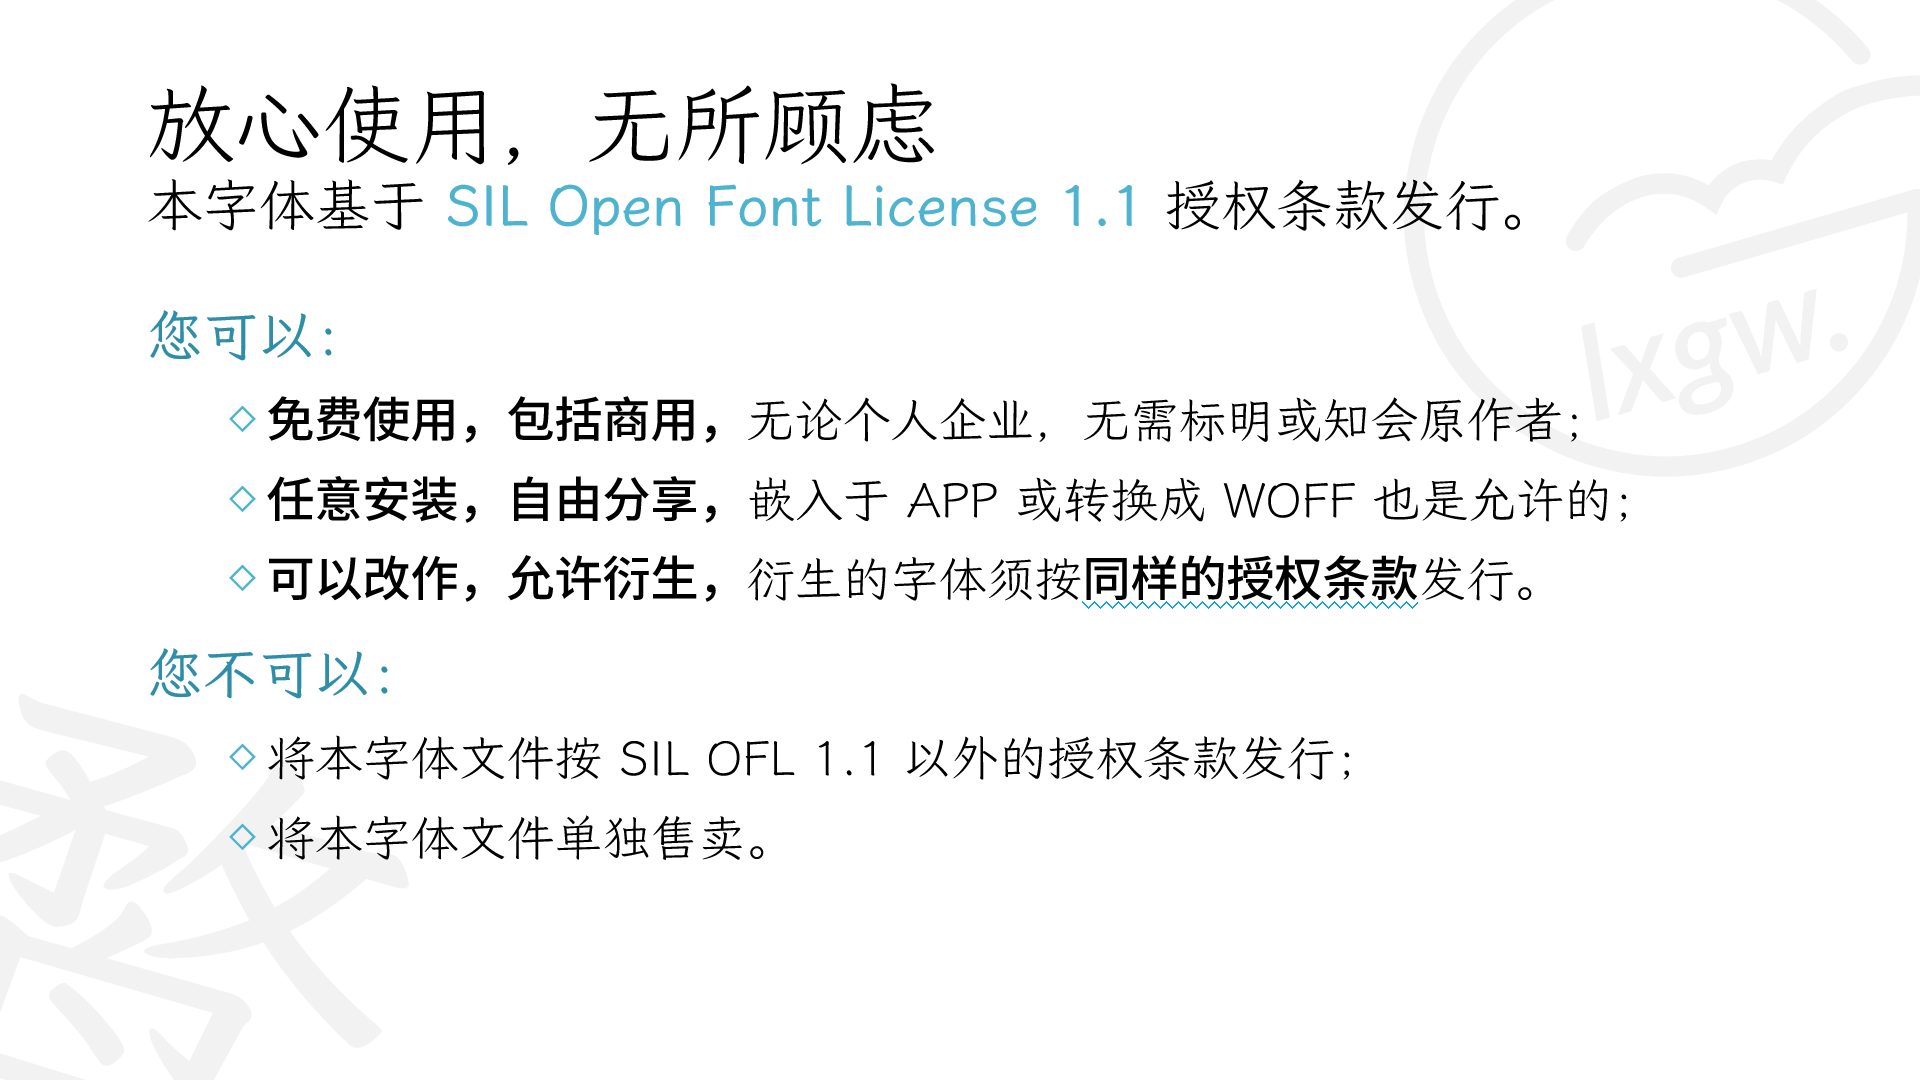 放心使用，无所顾虑
本字体基于 SIL Open Font License 1.1 授权条款发行。
lxgw.
您可以：
◇ 免费使用，包括商用，无论个人企业，无需标明或知会原作者；
◇ 任意安装，自由分享，嵌入于 APP 或转换成 WOFF 也是允许的；
◇ 可以改作，允许衍生，衍生的字体须按同样的授权条款发行。
您不可以：
◇ 将本字体文件按 SIL OFL 1.1 以外的授权条款发行；
◇ 将本字体文件单独售卖。